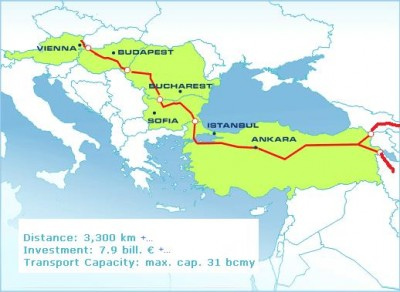 VIENNA
BUDAPEST
BUCHAREST
SOFIA
ISTANBUL
ANKARA
Distance: 3,300 km +...
Investment: 7.9 bill. € +...
Transport Capacity: max. cap. 31 bcmy